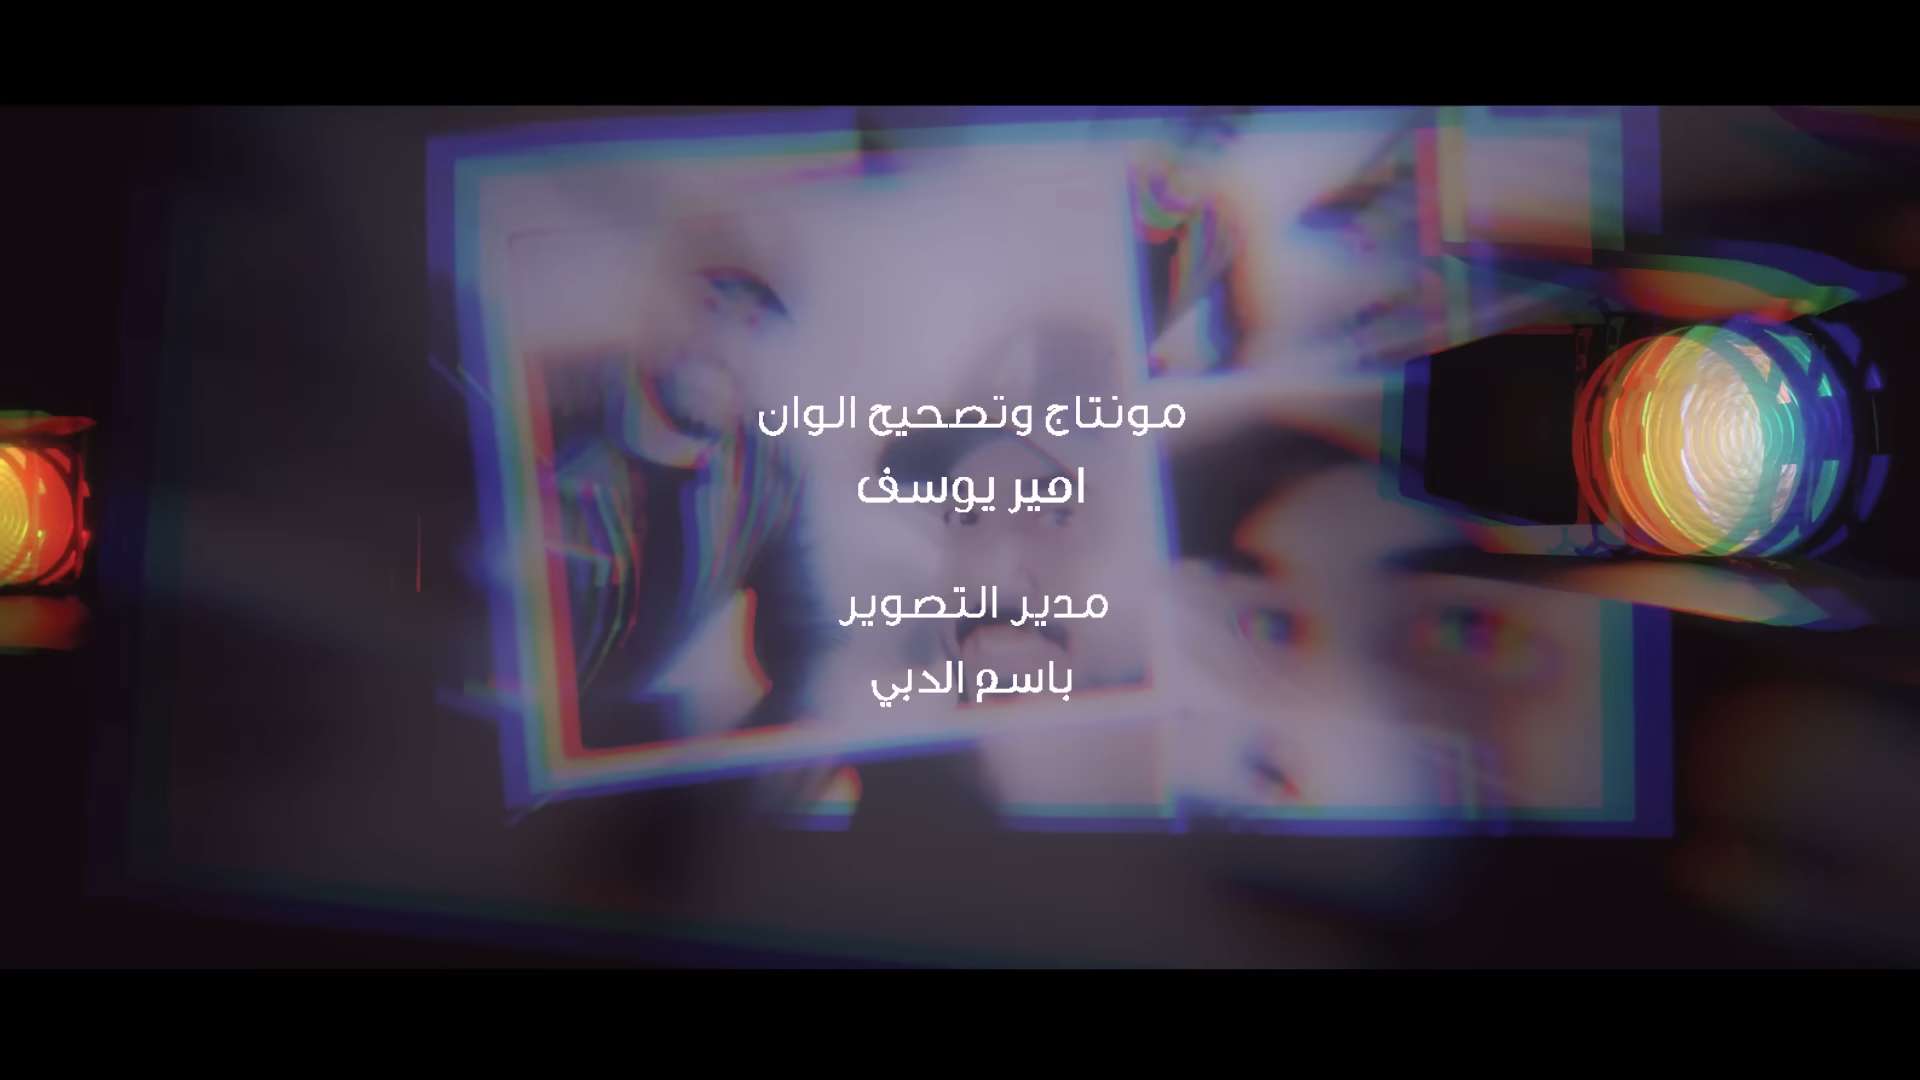 مونتاج وتصحيح الوان
امير يوسف
مدير التصوير
باسم الدبي